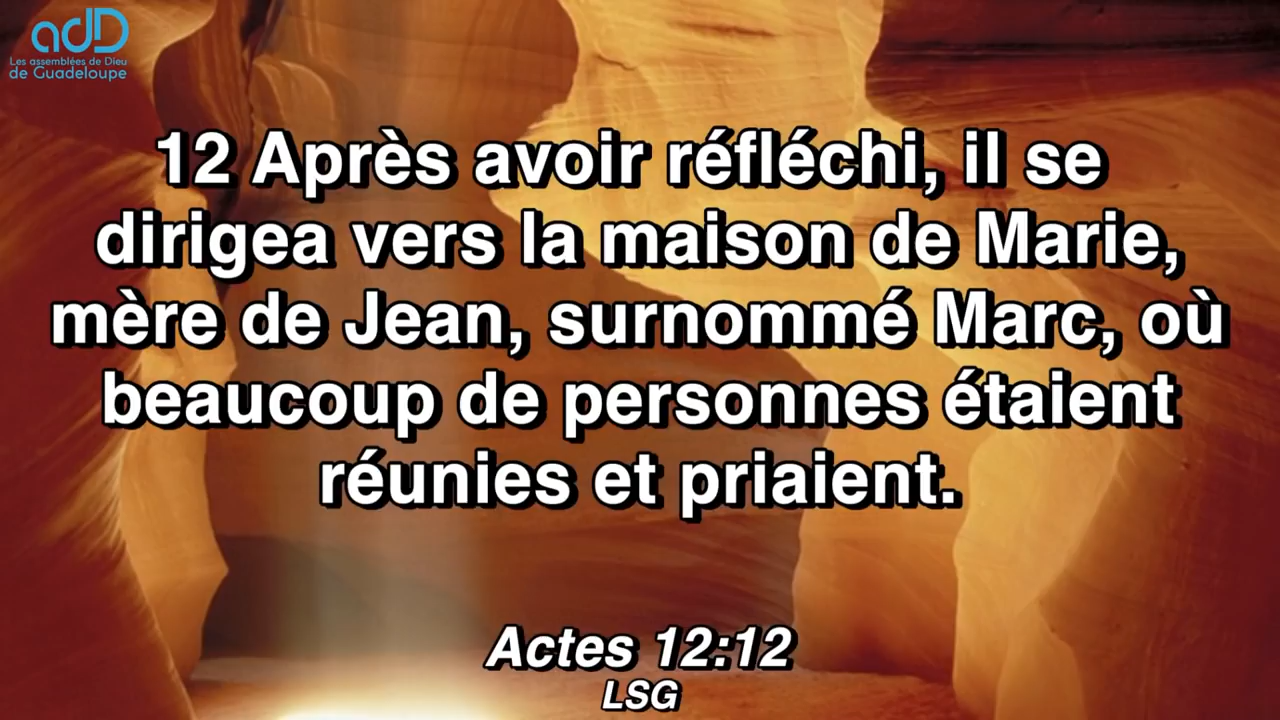 adD
Les assemblées de Dieu
de Guadeloupe
12 Après avoir réfléchi, il se
dirigea vers la maison de Marie,
mère de Jean, surnommé Marc, où
beaucoup de personnes étaient
réunies et priaient.
Actes 12:12
LSG